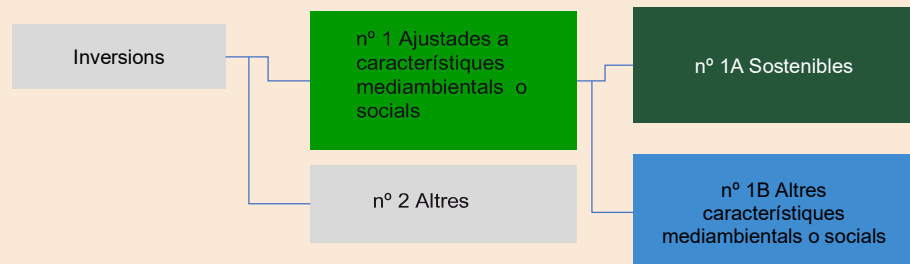 Inversions
nº 1 Ajustades a
característiques
mediambientals o
socials
nº 2 Altres
nº 1A Sostenibles
nº 1B Altres
característiques
mediambientals o socials